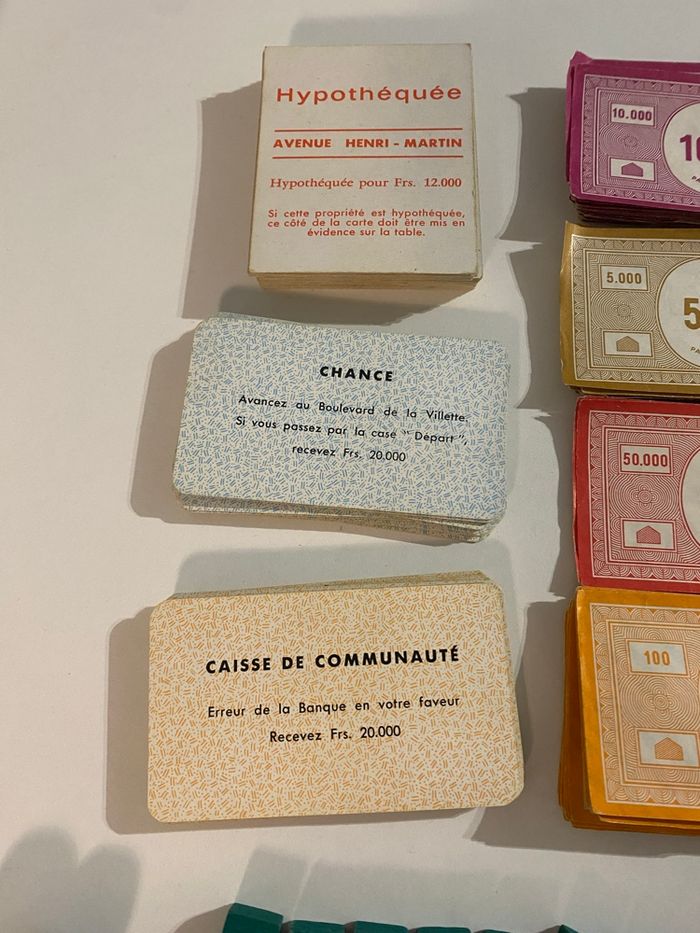 Hypothéquée
AVENUE HENRI - MARTIN
Hypothéquée pour Frs. 12.000
Si cette propriété est hypothéquée,
ce côté de la carte doit être mis en
évidence sur la table.
CHANCE
Avancez au Boulevard de la Villette.
Si vous passez par la case “ Départ ”,
recevez Frs. 20.000
CAISSE DE COMMUNAUTÉ
Erreur de la Banque en votre faveur
Recevez Frs. 20.000
10.000
10
5.000
5
50.000
100